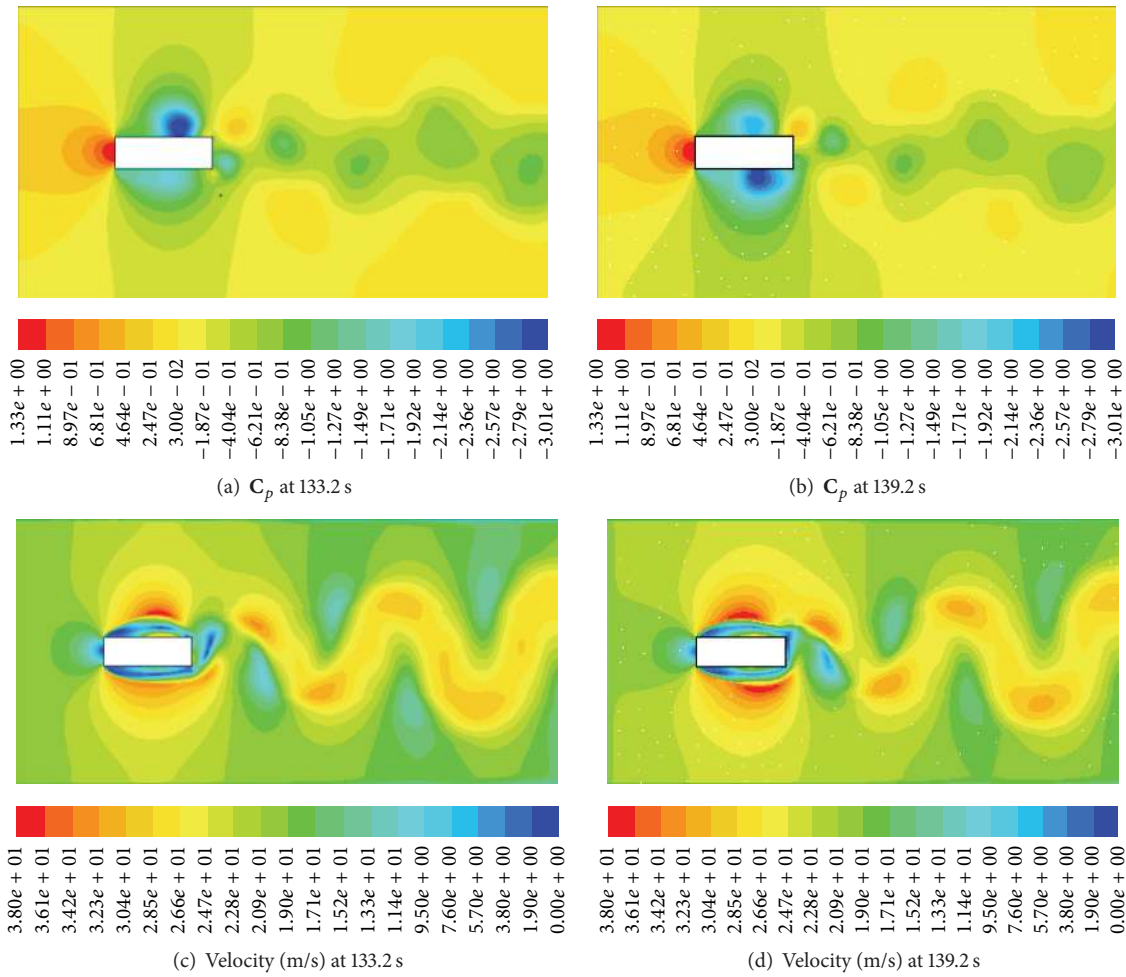 1.33e + 00
1.11e + 00
8.97e − 01
6.81e − 01
4.64e − 01
2.47e − 01
3.00e − 02
−1.87e − 01
−4.04e − 01
−6.21e − 01
−8.38e − 01
−1.05e + 00
−1.27e + 00
−1.49e + 00
−1.71e + 00
−1.92e + 00
−2.14e + 00
−2.36e + 00
−2.57e + 00
−2.79e + 00
−3.01e + 00
(a) Cp at 133.2 s
1.33e + 00
1.11e + 00
8.97e − 01
6.81e − 01
4.64e − 01
2.47e − 01
3.00e − 02
−1.87e − 01
−4.04e − 01
−6.21e − 01
−8.38e − 01
−1.05e + 00
−1.27e + 00
−1.49e + 00
−1.71e + 00
−1.92e + 00
−2.14e + 00
−2.36e + 00
−2.57e + 00
−2.79e + 00
−3.01e + 00
(b) Cp at 139.2 s
3.80e + 01
3.61e + 01
3.42e + 01
3.23e + 01
3.04e + 01
2.85e + 01
2.66e + 01
2.47e + 01
2.28e + 01
2.09e + 01
1.90e + 01
1.71e + 01
1.52e + 01
1.33e + 01
1.14e + 01
9.50e + 00
7.60e + 00
5.70e + 00
3.80e + 00
1.90e + 00
0.00e + 00
(c) Velocity (m/s) at 133.2 s
3.80e + 01
3.61e + 01
3.42e + 01
3.23e + 01
3.04e + 01
2.85e + 01
2.66e + 01
2.47e + 01
2.28e + 01
2.09e + 01
1.90e + 01
1.71e + 01
1.52e + 01
1.33e + 01
1.14e + 01
9.50e + 00
7.60e + 00
5.70e + 00
3.80e + 00
1.90e + 00
0.00e + 00
(d) Velocity (m/s) at 139.2 s